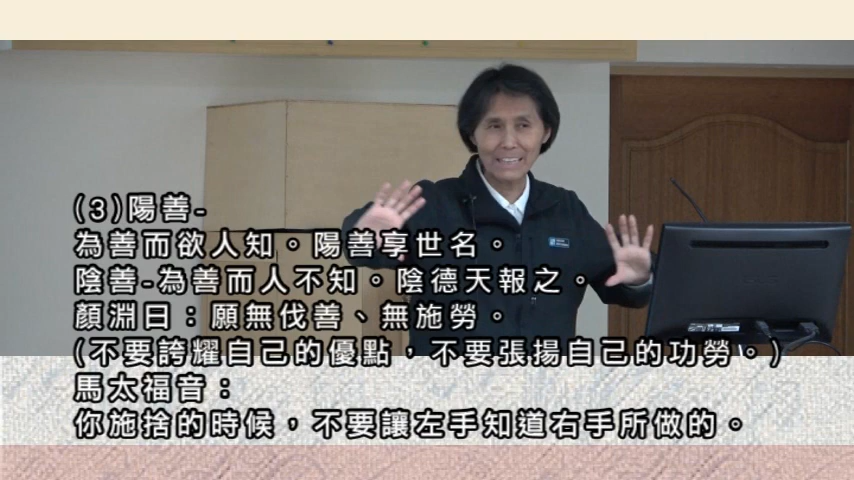 (3)陽善-
為善而欲人知。陽善享世名。
陰善-為善而人不知。陰德天報之。
顏淵曰：願無伐善、無施勞。
(不要誇耀自己的優點，不要張揚自己的功勞。)
馬太福音：
你施捨的時候，不要讓左手知道右手所做的。